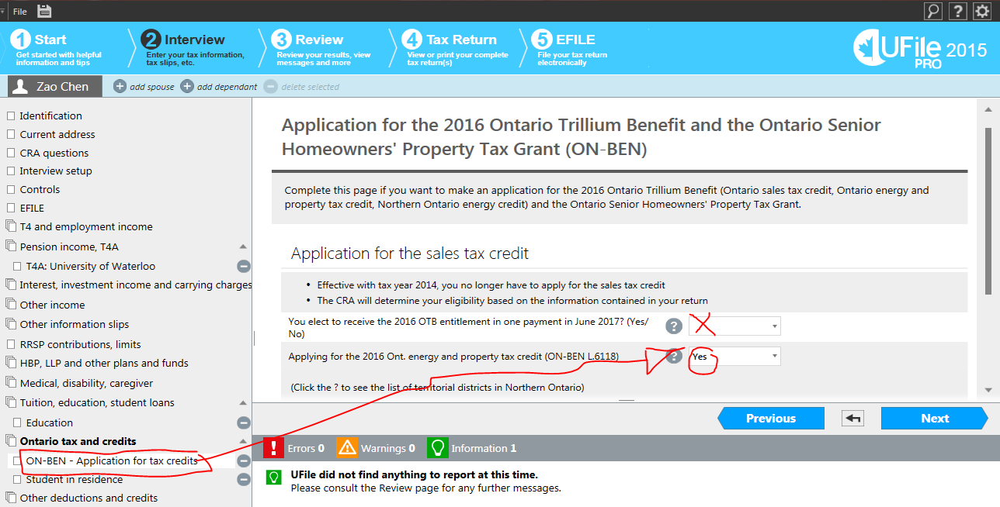 File
?
1 Start
Get started with helpful
information and tips
2 Interview
Enter your tax information,
tax slips, etc.
3 Review
Review your results, view
messages and more
4 Tax Return
View or print your complete
tax return(s)
5 EFILE
File your tax return
electronically
UFile 2015
PRO
Zao Chen
add spouse
add dependant
delete selected
Identification
Current address
CRA questions
Interview setup
Controls
EFILE
T4 and employment income
Pension income, T4A
T4A: University of Waterloo
Interest, investment income and carrying charges
Other income
Other information slips
RRSP contributions, limits
HBP, LLP and other plans and funds
Medical, disability, caregiver
Tuition, education, student loans
Education
Ontario tax and credits
ON-BEN - Application for tax credits
Student in residence
Other deductions and credits
Application for the 2016 Ontario Trillium Benefit and the Ontario Senior
Homeowners' Property Tax Grant (ON-BEN)
Complete this page if you want to make an application for the 2016 Ontario Trillium Benefit (Ontario sales tax credit, Ontario energy and
property tax credit, Northern Ontario energy credit) and the Ontario Senior Homeowners' Property Tax Grant.
Application for the sales tax credit
• Effective with tax year 2014, you no longer have to apply for the sales tax credit
• The CRA will determine your eligibility based on the information contained in your return
You elect to receive the 2016 OTB entitlement in one payment in June 2017? (Yes/
No)
?
Applying for the 2016 Ont. energy and property tax credit (ON-BEN L.6118)
?
Yes
(Click the ? to see the list of territorial districts in Northern Ontario)
Previous
Next
! Errors 0
Warnings 0
Information 1
UFile did not find anything to report at this time.
Please consult the Review page for any further messages.